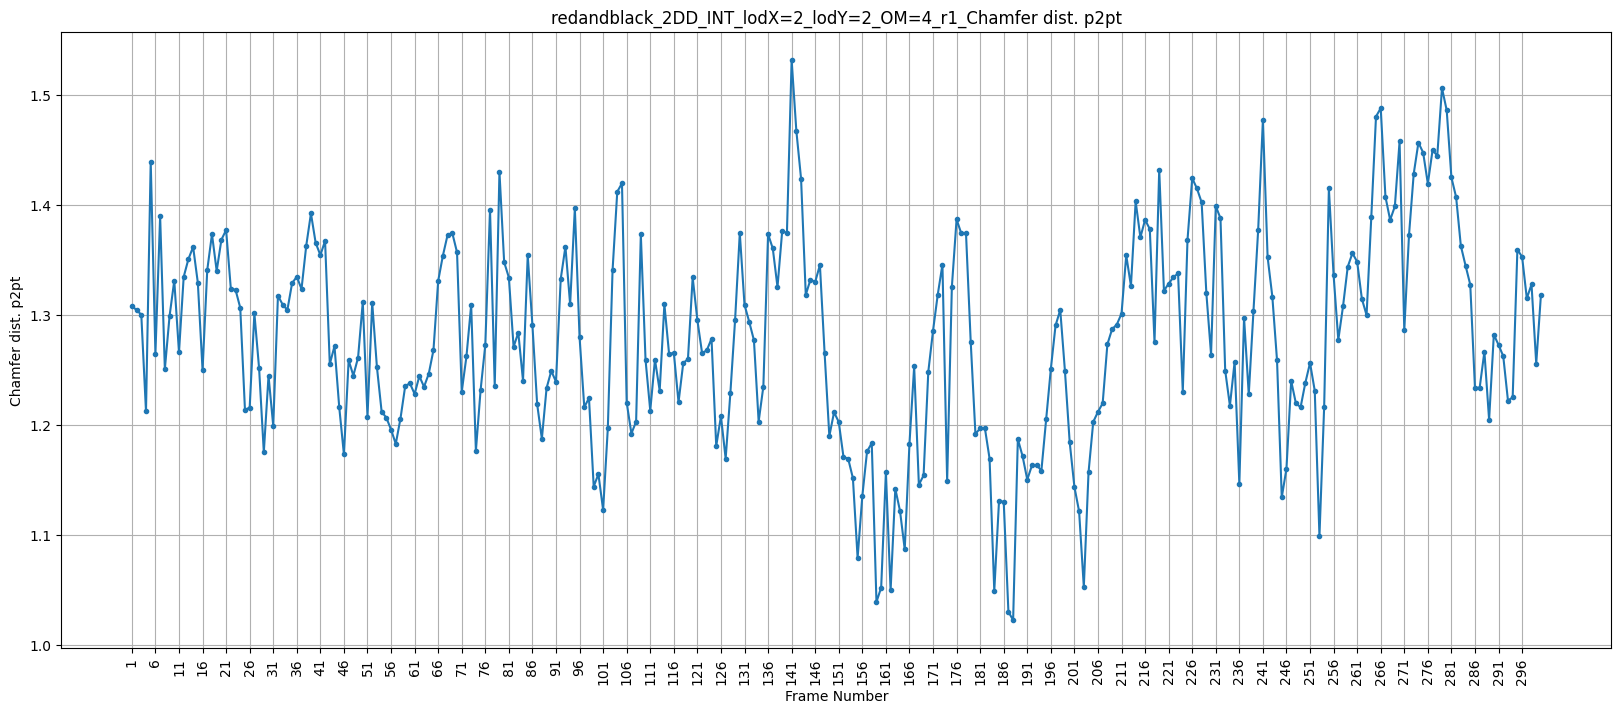 redandblack_2DD_INT_lodX=2_lodY=2_OM=4_r1_Chamfer dist. p2pt
Chamfer dist. p2pt
1.5
1.4
1.3
1.2
1.1
1.0
1 6 11 16 21 26 31 36 41 46 51 56 61 66 71 76 81 86 91 96 101 106 111 116 121 126 131 136 141 146 151 156 161 166 171 176 181 186 191 196 201 206 211 216 221 226 231 236 241 246 251 256 261 266 271 276 281 286 291 296
Frame Number